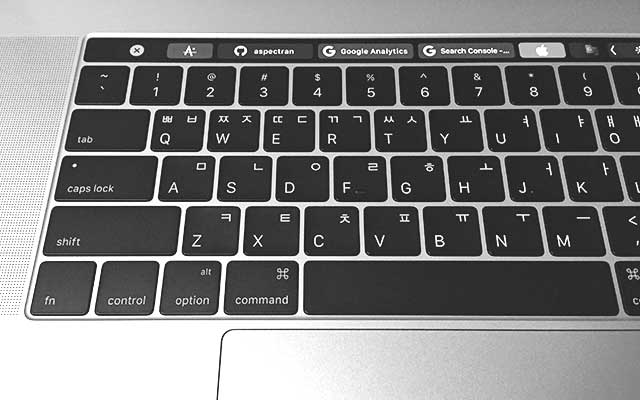 aspectran Google Analytics Search Console -...
~ ! @ # $ % ^ & * (
` 1 2 3 4 5 6 7 8 9
ㅃ ㅂ ㅉ ㅈ ㄸ ㄷ ㄲ ㄱ ㅆ ㅅ ㅛ ㅕ ㅑ
tab Q W E R T Y U I O
ㅁ ㄴ ㅇ ㄹ ㅎ ㅗ ㅓ ㅏ
caps lock A S D F G H J K L
ㅋ ㅌ ㅊ ㅍ ㅠ ㅜ ㅡ <
shift Z X C V B N M ,
alt ⌘ ⌘
fn control option command